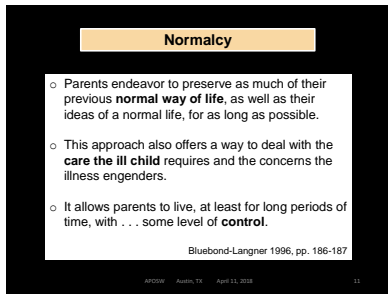 Normalcy
o Parents endeavor to preserve as much of their
previous normal way of life, as well as their
ideas of a normal life, for as long as possible.
o This approach also offers a way to deal with the
care the ill child requires and the concerns the
illness engenders.
o It allows parents to live, at least for long periods of
time, with . . . some level of control.
Bluebond-Langner 1996, pp. 186-187
APOSW Austin, TX April 11, 2018 11